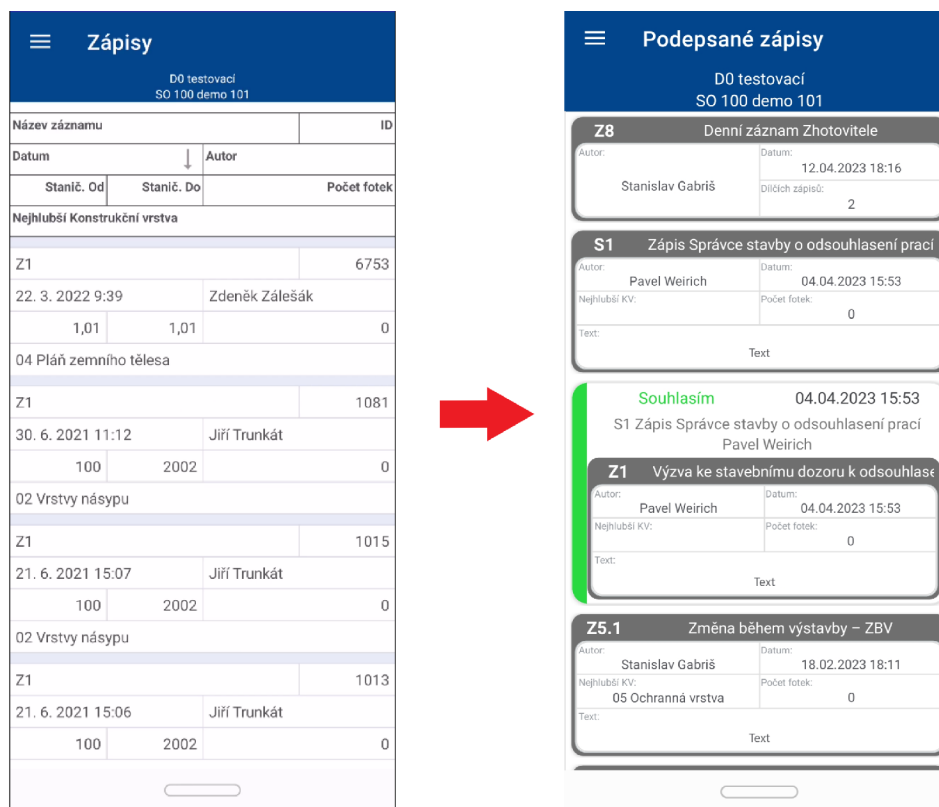 Zápisy
D0 testovací
SO 100 demo 101
Název záznamu ID
Datum Autor
Stanič. Od Stanič. Do Počet fotek
Nejhlubší Konstrukční vrstva
Z1 6753
22. 3. 2022 9:39 Zdeněk Zálešák
1,01 1,01 0
04 Pláň zemního tělesa
Z1 1081
30. 6. 2021 11:12 Jiří Trunkát
100 2002 0
02 Vrstvy násypu
Z1 1015
21. 6. 2021 15:07 Jiří Trunkát
100 2002 0
02 Vrstvy násypu
Z1 1013
21. 6. 2021 15:06 Jiří Trunkát
100 2002 0
Podepsané zápisy
D0 testovací
SO 100 demo 101
Z8 Denní záznam Zhotovitele
Autor: Datum:
Stanislav Gabriš 12.04.2023 18:16
Dílčích zápisů:
2
S1 Zápis Správce stavby o odsouhlasení prací
Autor: Datum:
Pavel Weirich 04.04.2023 15:53
Nejhlubší KV: Počet fotek:
0
Text:
Text
Souhlasím 04.04.2023 15:53
S1 Zápis Správce stavby o odsouhlasení prací
Pavel Weirich
Z1 Výzva ke stavebnímu dozoru k odsouhlase
Autor: Datum:
Pavel Weirich 04.04.2023 15:53
Nejhlubší KV: Počet fotek:
0
Text:
Text
Z5.1 Změna během výstavby – ZBV
Autor: Datum:
Stanislav Gabriš 18.02.2023 18:11
Nejhlubší KV: Počet fotek:
05 Ochranná vrstva 0
Text:
Text